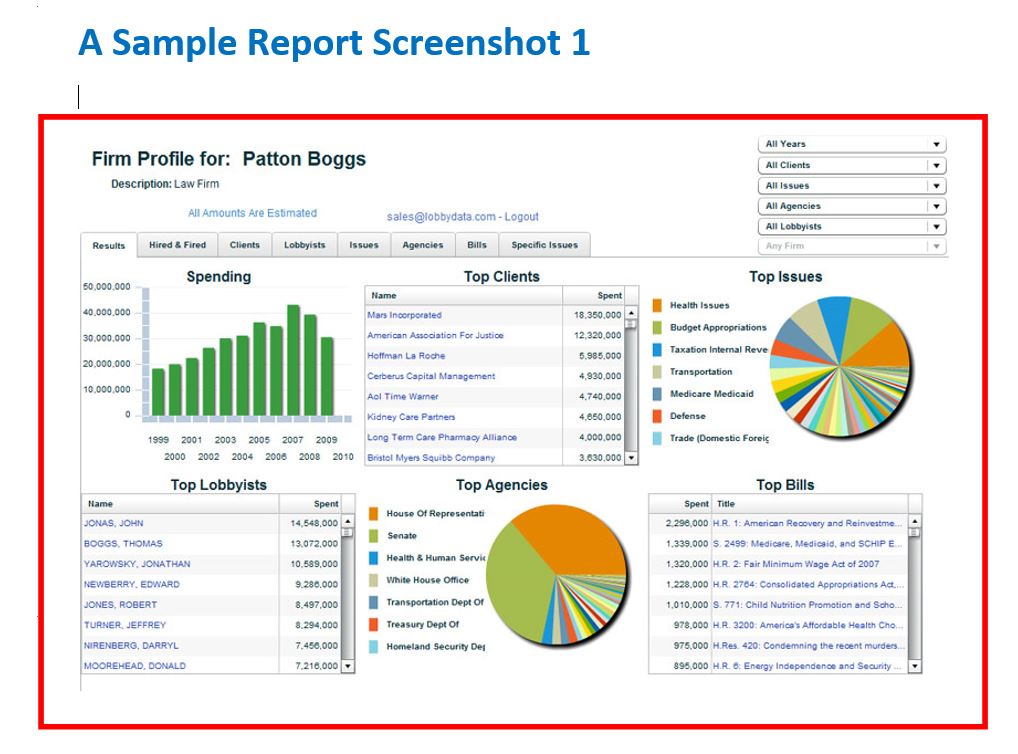 A Sample Report Screenshot 1
Firm Profile for: Patton Boggs
Description: Law Firm
All Amounts Are Estimated
sales@lobbydata.com - Logout
All Years
All Clients
All Issues
All Agencies
All Lobbyists
Any Firm
Results Hired & Fired Clients Lobbyists Issues Agencies Bills Specific Issues
Spending
50,000,000
40,000,000
30,000,000
20,000,000
10,000,000
0
1999 2001 2003 2005 2007 2009
2000 2002 2004 2006 2008 2010
Top Clients
Name Spent
Mars Incorporated 18,350,000
American Association For Justice 12,320,000
Hoffman La Roche 5,985,000
Cerberus Capital Management 4,930,000
Aol Time Warner 4,740,000
Kidney Care Partners 4,650,000
Long Term Care Pharmacy Alliance 4,000,000
Bristol Myers Squibb Company 3,630,000
Top Issues
Health Issues
Budget Appropriations
Taxation Internal Reve
Transportation
Medicare Medicaid
Defense
Trade (Domestic Foreig
Top Lobbyists
Name Spent
JONAS, JOHN 14,548,000
BOGGS, THOMAS 13,072,000
YAROWSKY, JONATHAN 10,589,000
NEWBERRY, EDWARD 9,286,000
JONES, ROBERT 8,497,000
TURNER, JEFFREY 8,294,000
NIRENBERG, DARRYL 7,456,000
MOOREHEAD, DONALD 7,216,000
Top Agencies
House Of Representati
Senate
Health & Human Servic
White House Office
Transportation Dept Of
Treasury Dept Of
Homeland Security Dep
Top Bills
Spent Title
2,296,000 H.R. 1: American Recovery and Reinvestme...
1,339,000 S. 2499: Medicare, Medicaid, and SCHIP E...
1,320,000 H.R. 2: Fair Minimum Wage Act of 2007
1,228,000 H.R. 2764: Consolidated Appropriations Act,...
1,010,000 S. 771: Child Nutrition Promotion and Scho...
978,000 H.R. 3200: America's Affordable Health Cho...
975,000 H.Res. 420: Condemning the recent murders...
895,000 H.R. 6: Energy Independence and Security ...